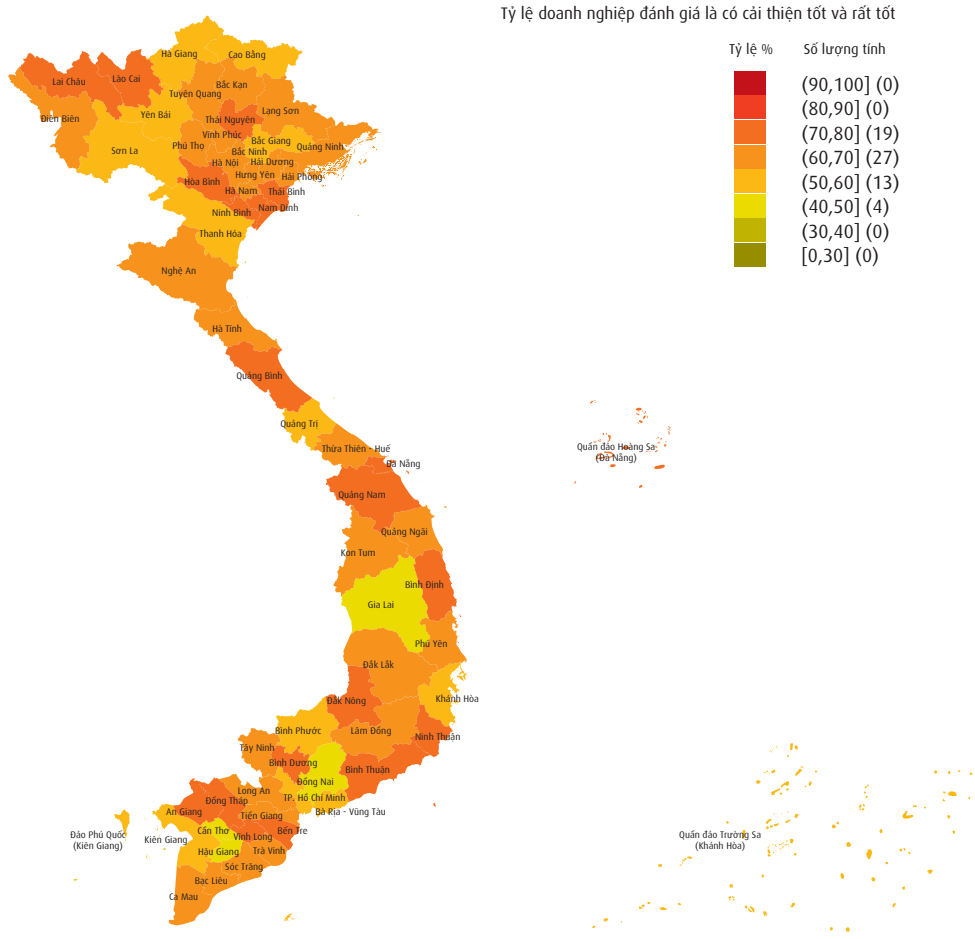 Tỷ lệ doanh nghiệp đánh giá là có cải thiện tốt và rất tốt
Tỷ lệ %
Số lượng tính
(90,100] (0)
(80,90] (0)
(70,80] (19)
(60,70] (27)
(50,60] (13)
(40,50] (4)
(30,40] (0)
[0,30] (0)
Hà Giang
Cao Bằng
Lai Châu
Lào Cai
Bắc Kạn
Tuyên Quang
Lạng Sơn
Điên Biên
Yên Bái
Thái Nguyên
Vĩnh Phúc
Phú Thọ
Bắc Giang
Quảng Ninh
Sơn La
Bắc Ninh
Hà Nội
Hải Dương
Hưng Yên
Hải Phòng
Hòa Bình
Hà Nam
Thái Bình
Ninh Bình
Nam Dinh
Thanh Hóa
Nghệ An
Hà Tĩnh
Quảng Bình
Quảng Trị
Thừa Thiên - Huế
Đà Nẵng
Quần đảo Hoàng Sa
(Đà Nẵng)
Quảng Nam
Quảng Ngãi
Kon Tum
Bình Định
Gia Lai
Phú Yên
Đắk Lắk
Đắk Nông
Khánh Hòa
Bình Phước
Lâm Đồng
Ninh Thuận
Tây Ninh
Bình Dương
Bình Thuận
Đồng Nai
Long An
TP. Hồ Chí Minh
Đồng Tháp
An Giang
Tiền Giang
Bà Rịa - Vũng Tàu
Đảo Phú Quốc
(Kiên Giang)
Kiên Giang
Cần Thơ
Vĩnh Long
Bến Tre
Hậu Giang
Trà Vinh
Sóc Trăng
Bạc Liêu
Cà Mau
Quần đảo Trường Sa
(Khánh Hòa)